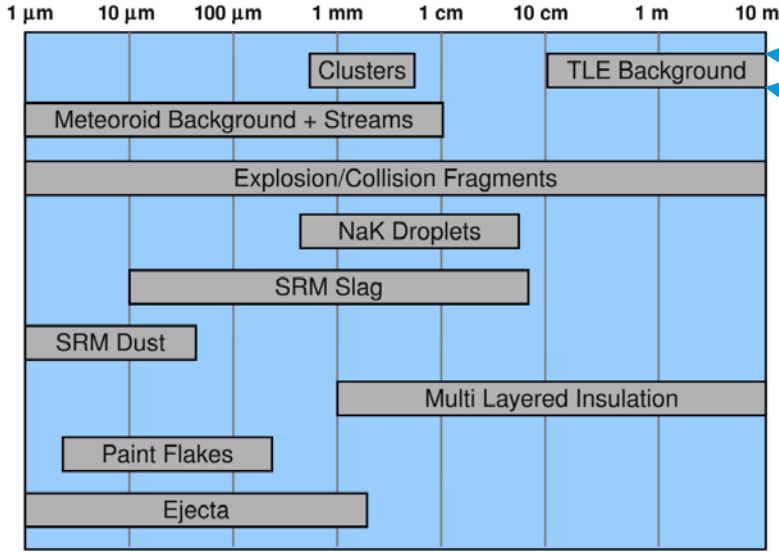 1 μm 10 μm 100 μm 1 mm 1 cm 10 cm 1 m 10 m
Clusters TLE Background
Meteoroid Background + Streams
Explosion/Collision Fragments
NaK Droplets
SRM Slag
SRM Dust
Multi Layered Insulation
Paint Flakes
Ejecta